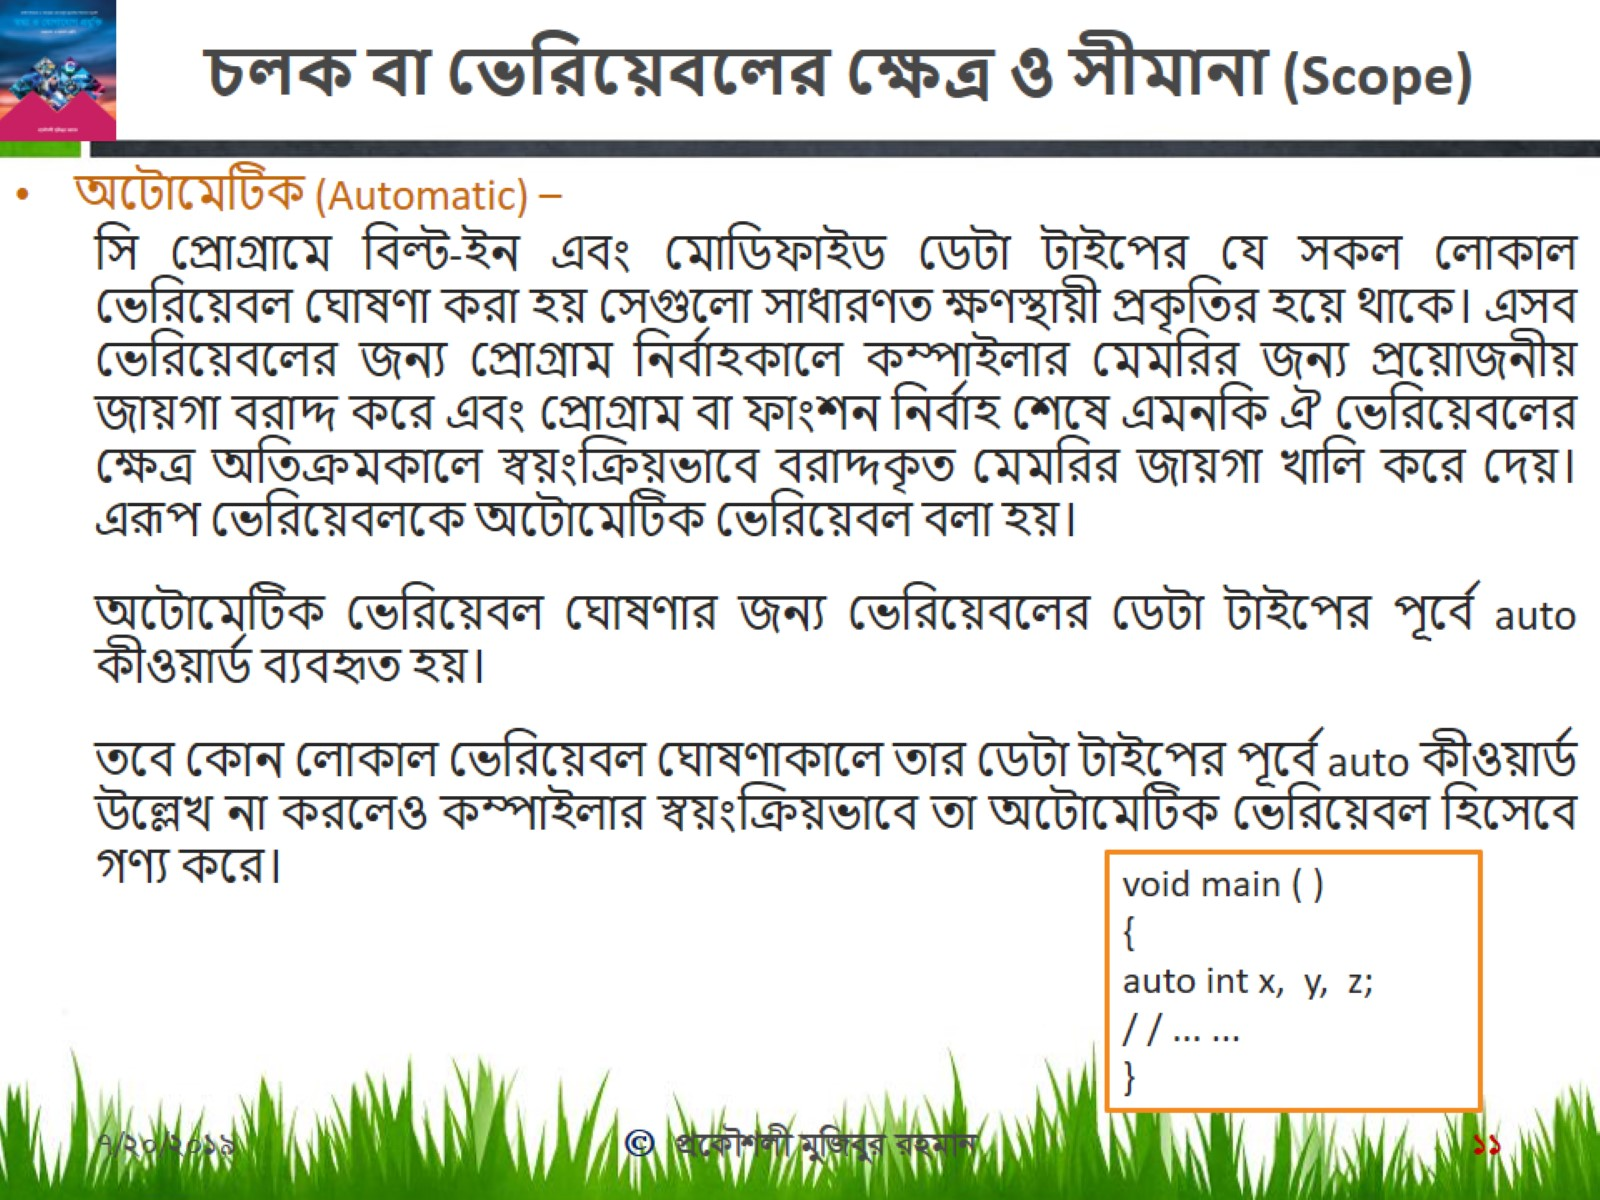 চলক বা ভেরিয়েবলের ক্ষেত্র ও সীমানা (Scope)
• অটোমেটিক (Automatic) –
সি প্রোগ্রামে বিল্ট-ইন এবং মোডিফাইড ডেটা টাইপের যে সকল লোকাল
ভেরিয়েবল ঘোষণা করা হয় সেগুলো সাধারণত ক্ষণস্থায়ী প্রকৃতির হয়ে থাকে। এসব
ভেরিয়েবলের জন্য প্রোগ্রাম নির্বাহকালে কম্পাইলার মেমরির জন্য প্রয়োজনীয়
জায়গা বরাদ্দ করে এবং প্রোগ্রাম বা ফাংশন নির্বাহ শেষে এমনকি ঐ ভেরিয়েবলের
ক্ষেত্র অতিক্রমকালে স্বয়ংক্রিয়ভাবে বরাদ্দকৃত মেমরির জায়গা খালি করে দেয়।
এরূপ ভেরিয়েবলকে অটোমেটিক ভেরিয়েবল বলা হয়।
অটোমেটিক ভেরিয়েবল ঘোষণার জন্য ভেরিয়েবলের ডেটা টাইপের পূর্বে auto
কীওয়ার্ড ব্যবহৃত হয়।
তবে কোন লোকাল ভেরিয়েবল ঘোষণাকালে তার ডেটা টাইপের পূর্বে auto কীওয়ার্ড
উল্লেখ না করলেও কম্পাইলার স্বয়ংক্রিয়ভাবে তা অটোমেটিক ভেরিয়েবল হিসেবে
গণ্য করে।
void main ( )
{
auto int x, y, z;
/ / ... ...
}
৭/২০/২০১৯
© প্রকৌশলী মুজিবুর রহমান
১১